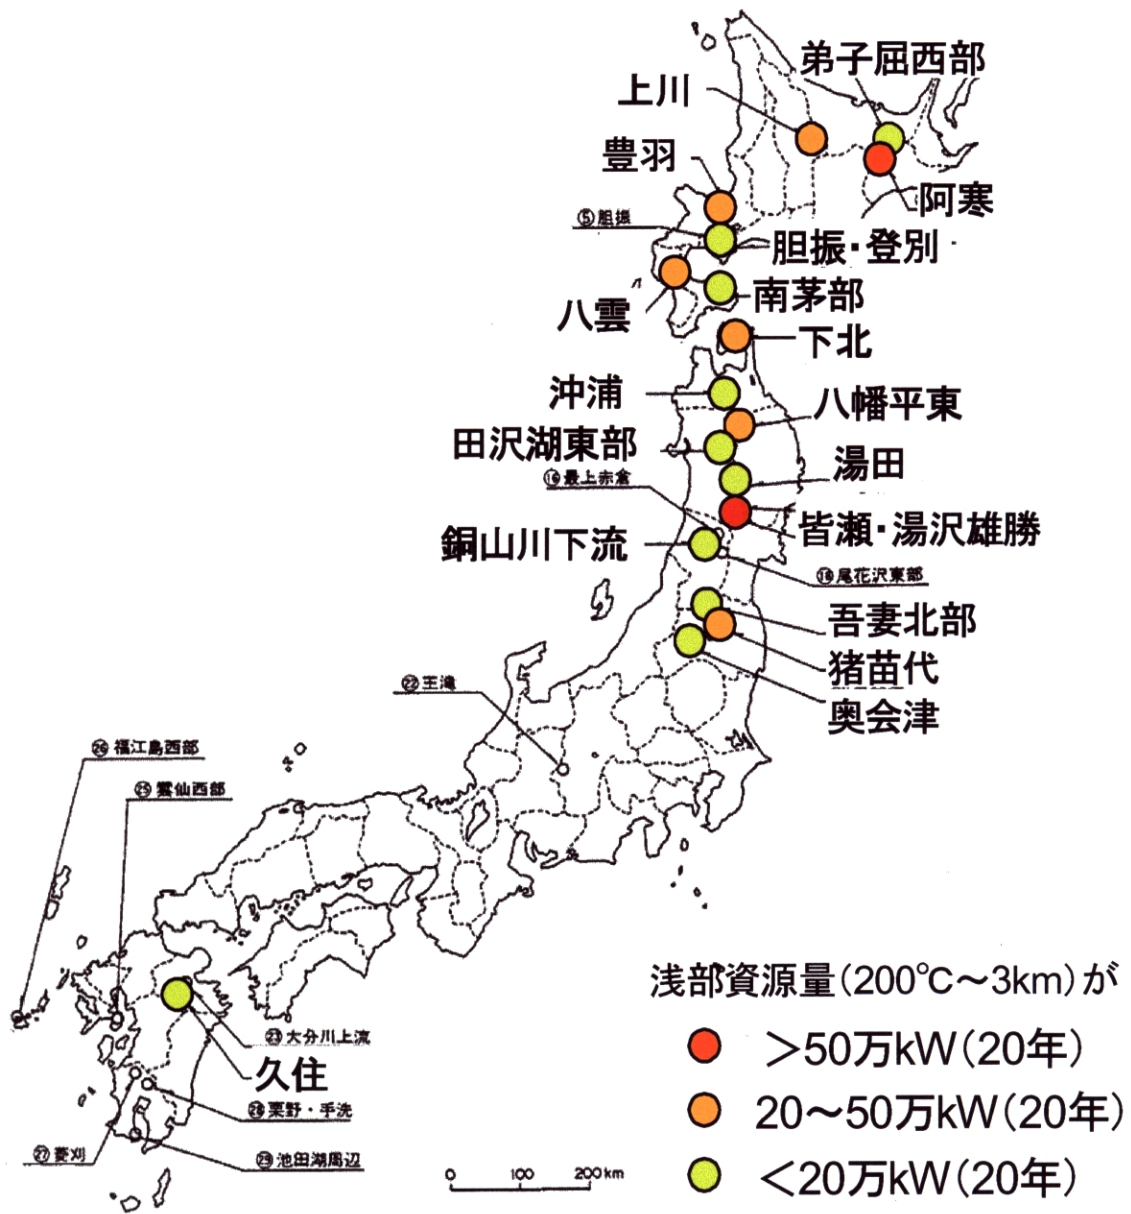 弟子屈西部
上川
豊羽
阿寒
⑤胆振
胆振・登別
南茅部
八雲
下北
沖浦
八幡平東
田沢湖東部
湯田
⑯最上赤倉
皆瀬・湯沢雄勝
銅山川下流
⑱尾花沢東部
吾妻北部
猪苗代
奥会津
㉒王滝
㉖福江島西部
㉕雲仙西部
浅部資源量(200℃～3km)が
㉓大分川上流
＞50万kW(20年)
久住
㉘栗野・手洗
20～50万kW(20年)
㉗菱刈
㉙池田湖周辺
0 100 200km
＜20万kW(20年)